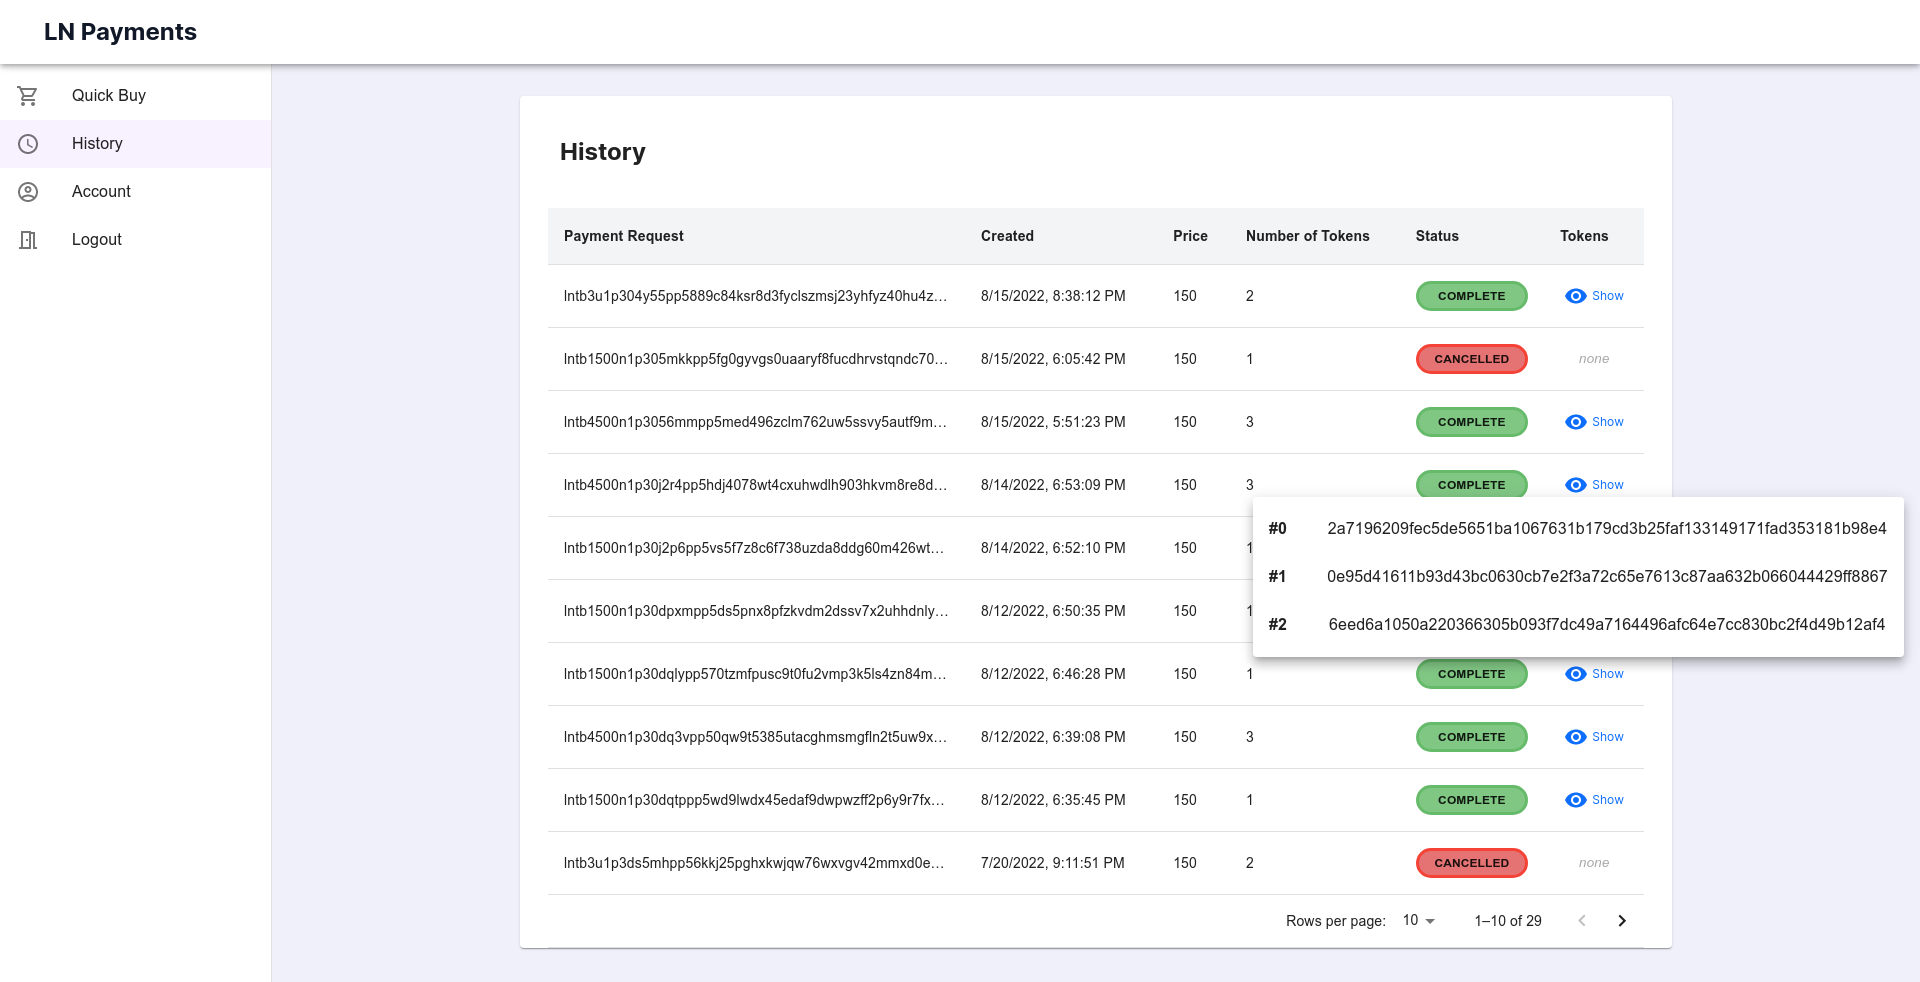 LN Payments
Quick Buy
History
Account
Logout
History
Payment Request Created Price Number of Tokens Status Tokens
lntb3u1p304y55pp5889c84ksr8d3fyclszmsj23yhfyz40hu4z... 8/15/2022, 8:38:12 PM 150 2 COMPLETE Show
lntb1500n1p305mkkpp5fg0gyvgs0uaaryf8fucdhrvstqndc70... 8/15/2022, 6:05:42 PM 150 1 CANCELLED none
lntb4500n1p3056mmpp5med496zclm762uw5ssvy5autf9m... 8/15/2022, 5:51:23 PM 150 3 COMPLETE Show
lntb4500n1p30j2r4pp5hdj4078wt4cxuhwdlh903hkvm8re8d... 8/14/2022, 6:53:09 PM 150 3 COMPLETE Show
#0 2a7196209fec5de5651ba1067631b179cd3b25faf133149171fad353181b98e4
lntb1500n1p30j2p6pp5vs5f7z8c6f738uzda8ddg60m426wt... 8/14/2022, 6:52:10 PM 150 1
#1 0e95d41611b93d43bc0630cb7e2f3a72c65e7613c87aa632b066044429ff8867
lntb1500n1p30dpxmpp5ds5pnx8pfzkvdm2dssv7x2uhhdnly... 8/12/2022, 6:50:35 PM 150 1
#2 6eed6a1050a220366305b093f7dc49a7164496afc64e7cc830bc2f4d49b12af4
lntb1500n1p30dqlypp570tzmfpusc9t0fu2vmp3k5ls4zn84m... 8/12/2022, 6:46:28 PM 150 1 COMPLETE Show
lntb4500n1p30dq3vpp50qw9t5385utacghmsmgfln2t5uw9x... 8/12/2022, 6:39:08 PM 150 3 COMPLETE Show
lntb1500n1p30dqtppp5wd9lwdx45edaf9dwpwzff2p6y9r7fx... 8/12/2022, 6:35:45 PM 150 1 COMPLETE Show
lntb3u1p3ds5mhpp56kkj25pghxkwjqw76wxvgv42mmxd0e... 7/20/2022, 9:11:51 PM 150 2 CANCELLED none
Rows per page: 10 1–10 of 29